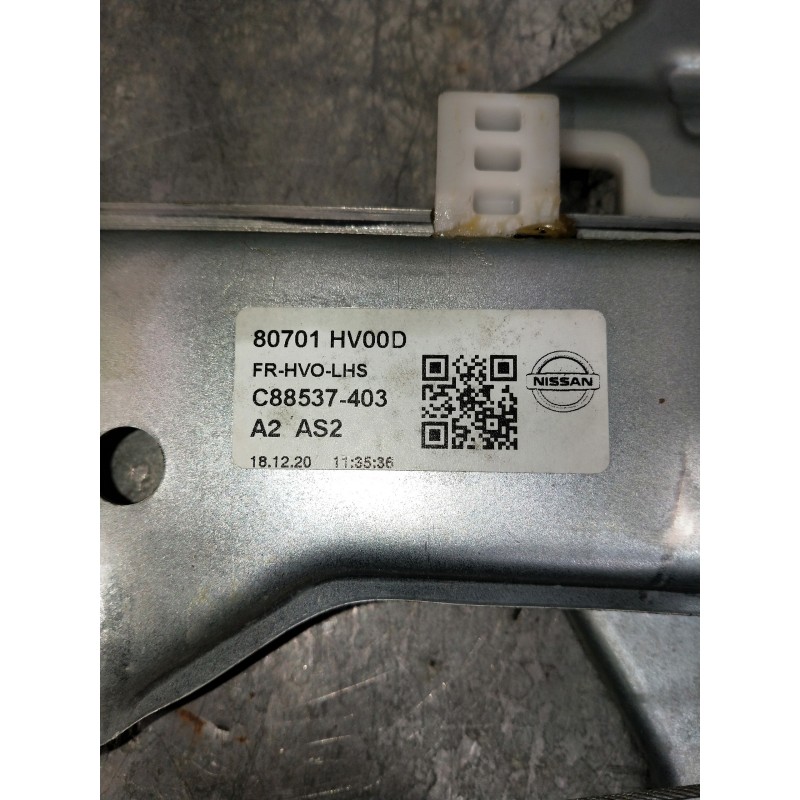 80701 HV00D
FR-HVO-LHS
C88537-403
A2 AS2
18.12.20 11:35:36
NISSAN